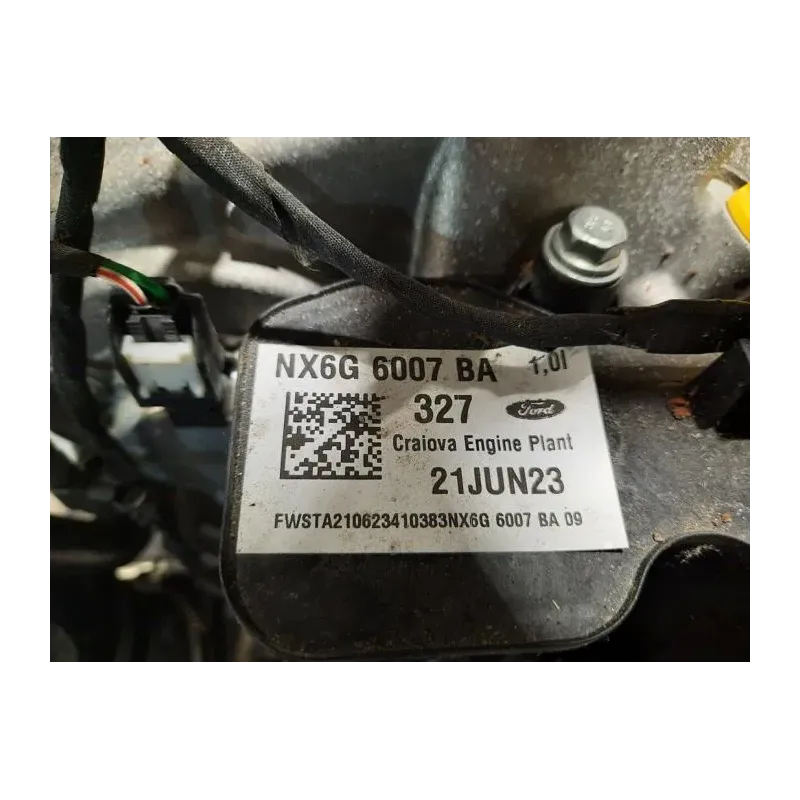 NX6G 6007 BA 1,0l
327 Ford
Craiova Engine Plant
21JUN23
FWSTA210623410383NX6G 6007 BA 09